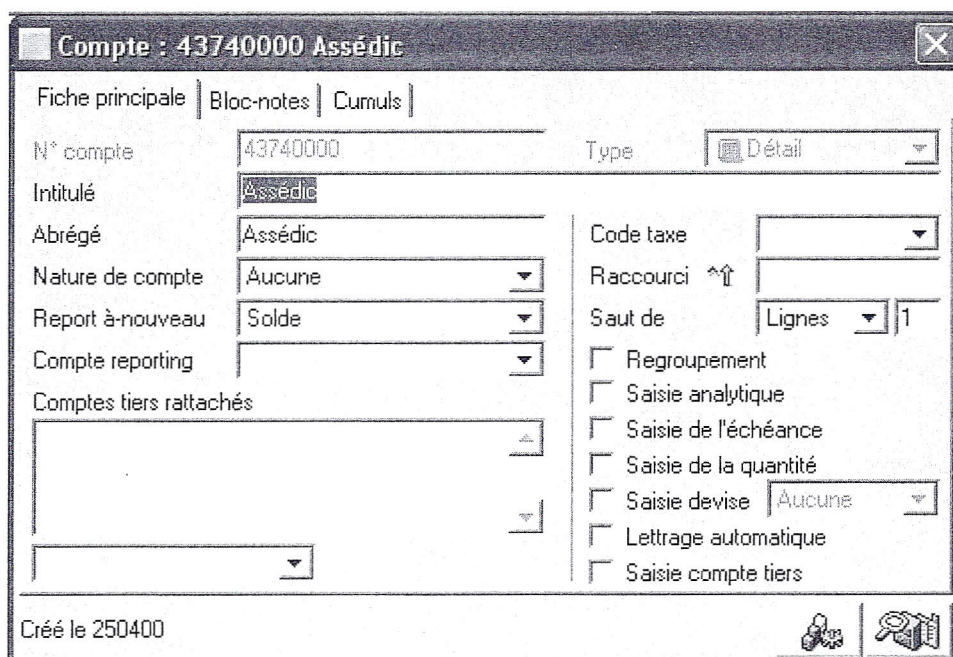 Compte : 43740000 Assédic
Fiche principale Bloc-notes Cumuls
N° compte 43740000 Type Détail
Intitulé Assédic
Abrégé Assédic Code taxe
Nature de compte Aucune Raccourci ^⇧
Report à-nouveau Solde Saut de Lignes 1
Compte reporting Regroupement
Comptes tiers rattachés Saisie analytique
Saisie de l'échéance
Saisie de la quantité
Saisie devise Aucune
Lettrage automatique
Saisie compte tiers
Créé le 250400